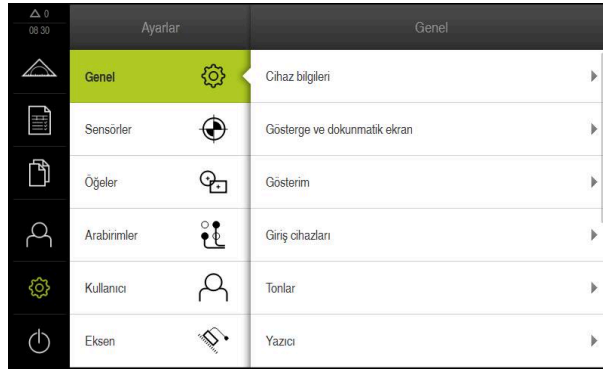 0
08:30
Ayarlar
Genel
Genel
Sensörler
Öğeler
Arabirimler
Kullanıcı
Eksen
Cihaz bilgileri
Gösterge ve dokunmatik ekran
Gösterim
Giriş cihazları
Tonlar
Yazıcı